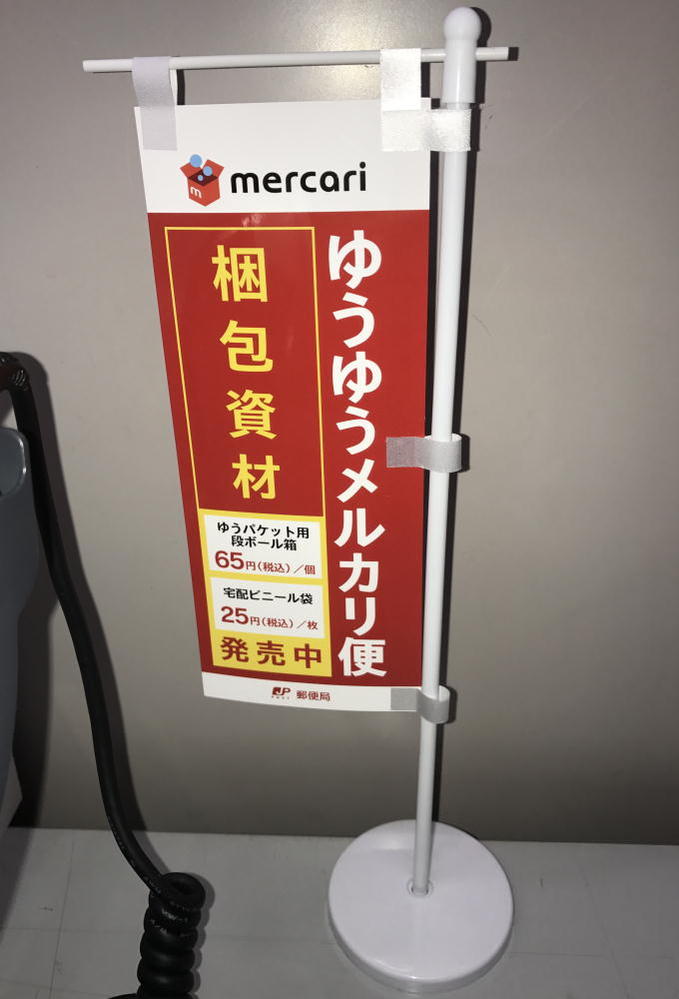 mercari
ゆうゆうメルカリ便
梱包資材
ゆうパケット用
段ボール箱
65円(税込)／個
宅配ビニール袋
25円(税込)／枚
発売中
JP
POST
郵便局